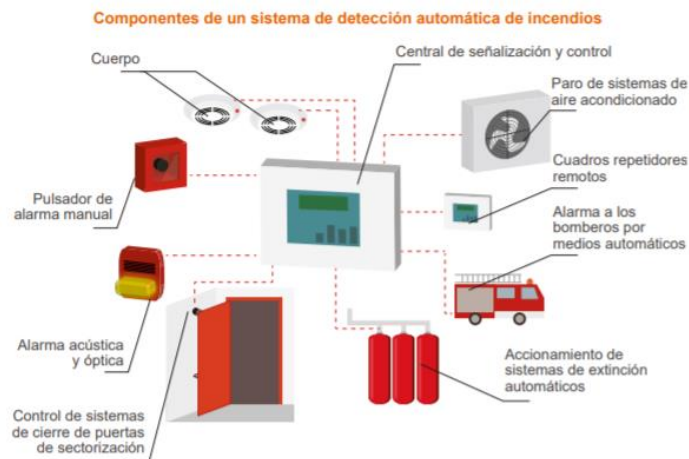 Componentes de un sistema de detección automática de incendios
Cuerpo
Central de señalización y control
Paro de sistemas de
aire acondicionado
Pulsador de
alarma manual
Cuadros repetidores
remotos
Alarma a los
bomberos por
medios automáticos
Alarma acústica
y óptica
Accionamiento de
sistemas de extinción
automáticos
Control de sistemas
de cierre de puertas
de sectorización